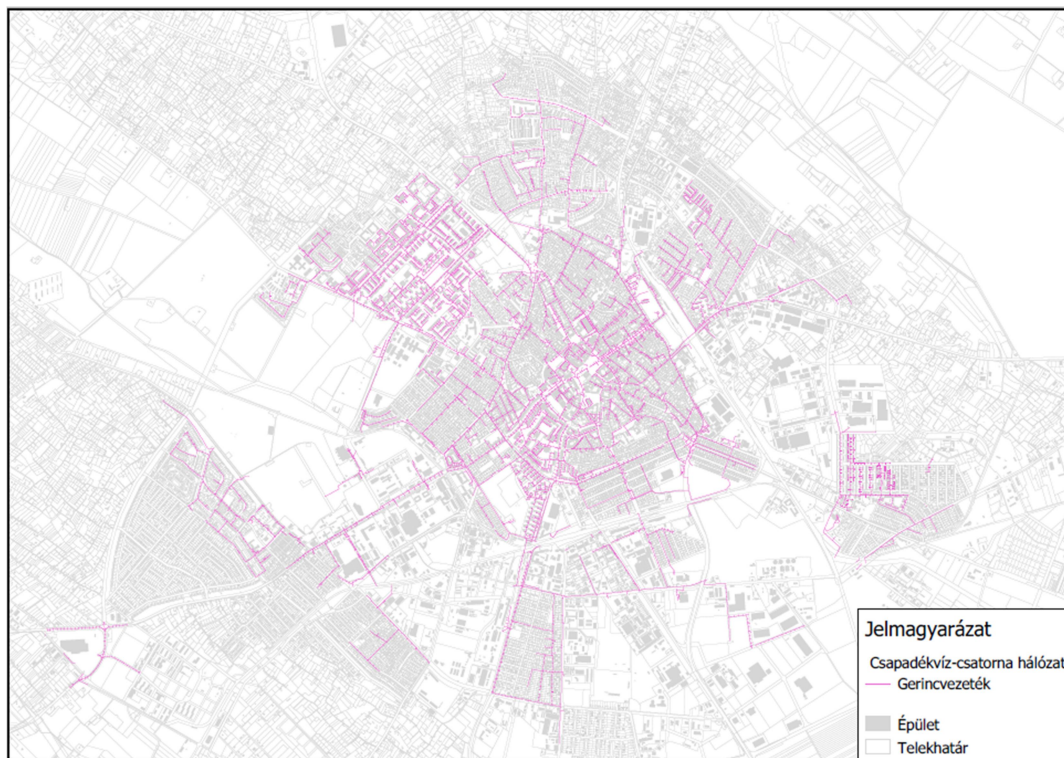 Jelmagyarázat
Csapadékvíz-csatorna hálózat
Gerincvezeték
Épület
Telekhatár